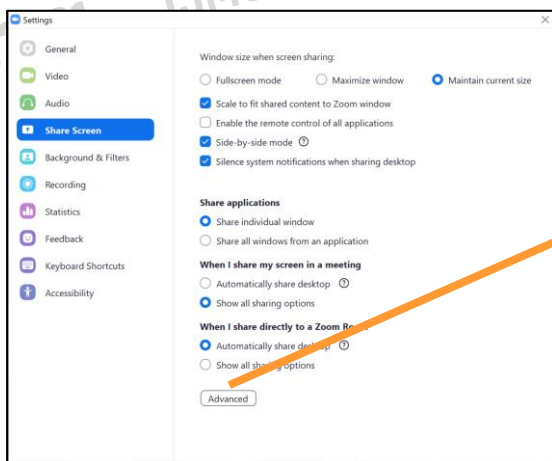 Settings
General
Video
Audio
Share Screen
Background & Filters
Recording
Statistics
Feedback
Keyboard Shortcuts
Accessibility
Window size when screen sharing:
Fullscreen mode Maximize window Maintain current size
Scale to fit shared content to Zoom window
Enable the remote control of all applications
Side-by-side mode
Silence system notifications when sharing desktop
Share applications
Share individual window
Share all windows from an application
When I share my screen in a meeting
Automatically share desktop
Show all sharing options
When I share directly to a Zoom
Automatically share
Show all sharing options
Advanced